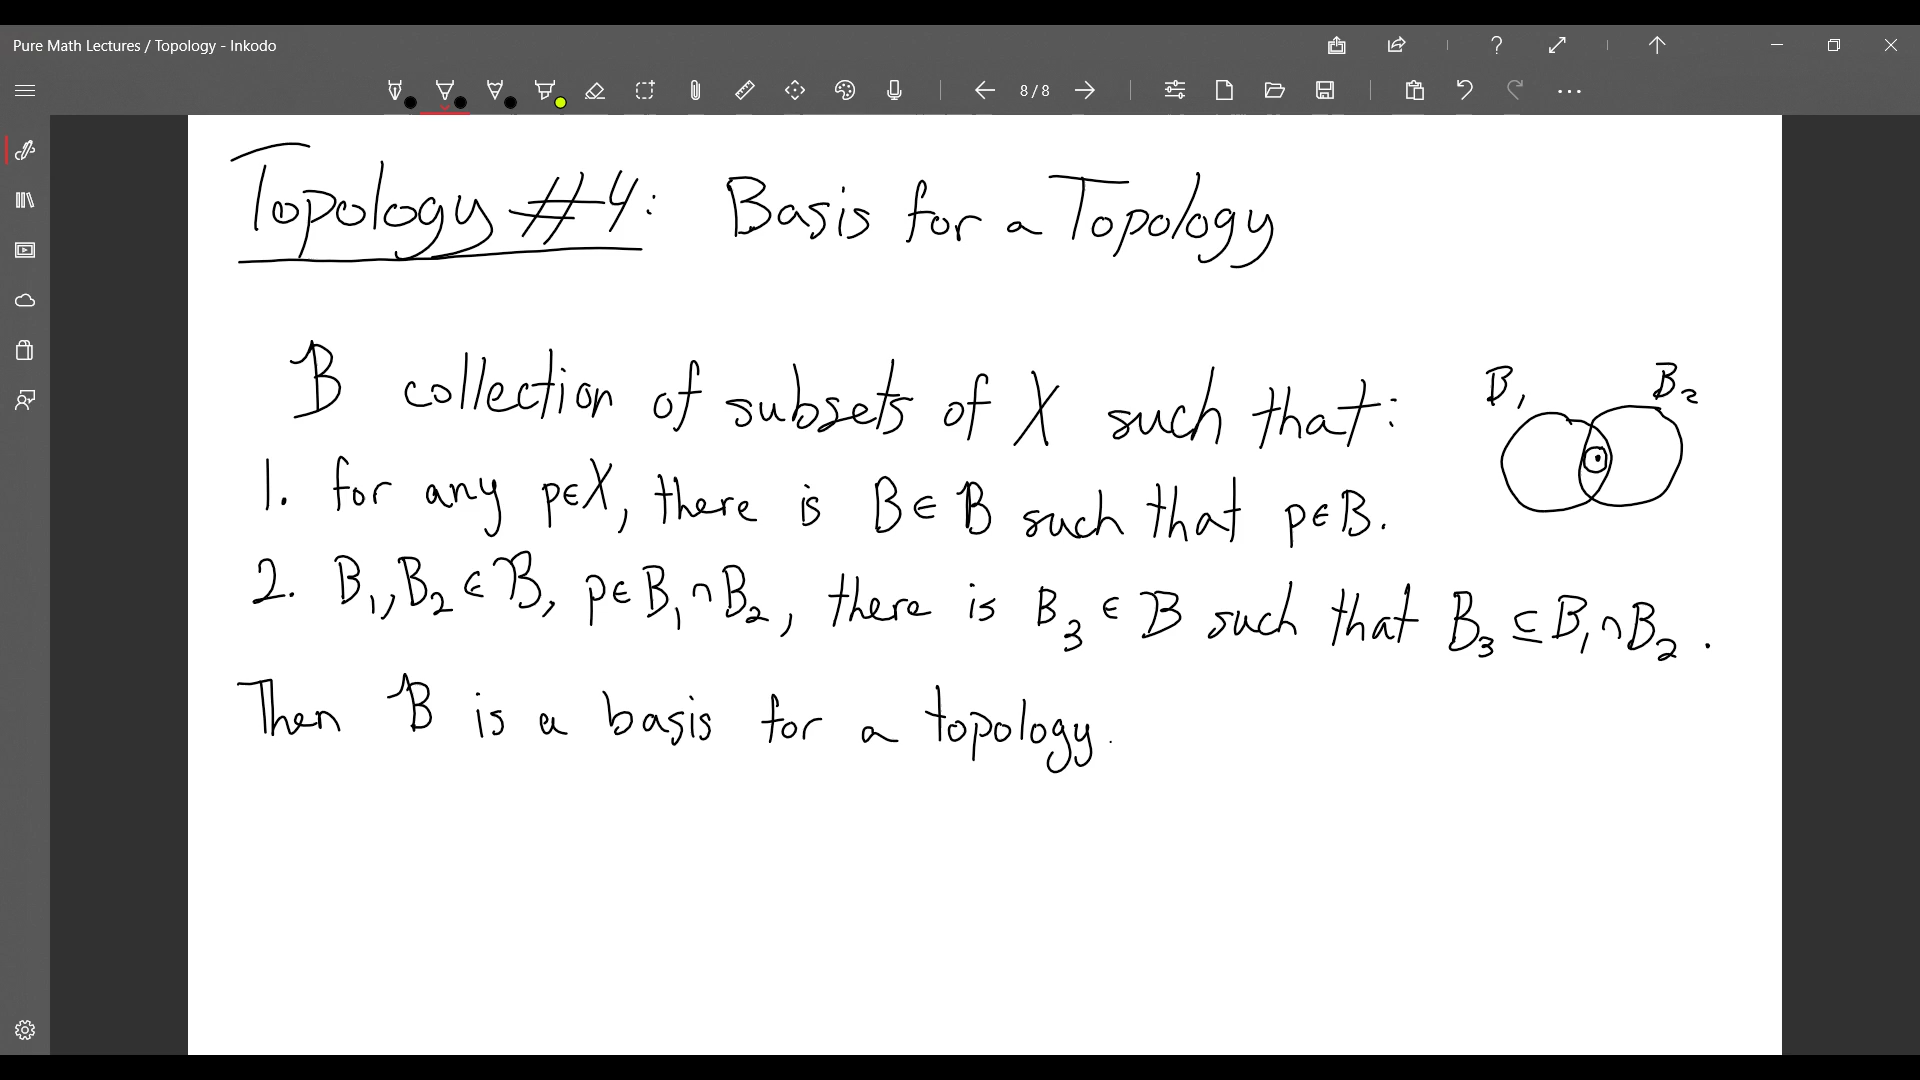 Pure Math Lectures / Topology - Inkodo
8 / 8
Topology #4: Basis for a Topology
ℬ collection of subsets of X such that:
B₁ B₂
1. for any p∈X, there is B∈ℬ such that p∈B.
2. B₁, B₂ ∈ ℬ, p∈B₁∩B₂, there is B₃ ∈ ℬ such that B₃ ⊆ B₁∩B₂.
Then ℬ is a basis for a topology.